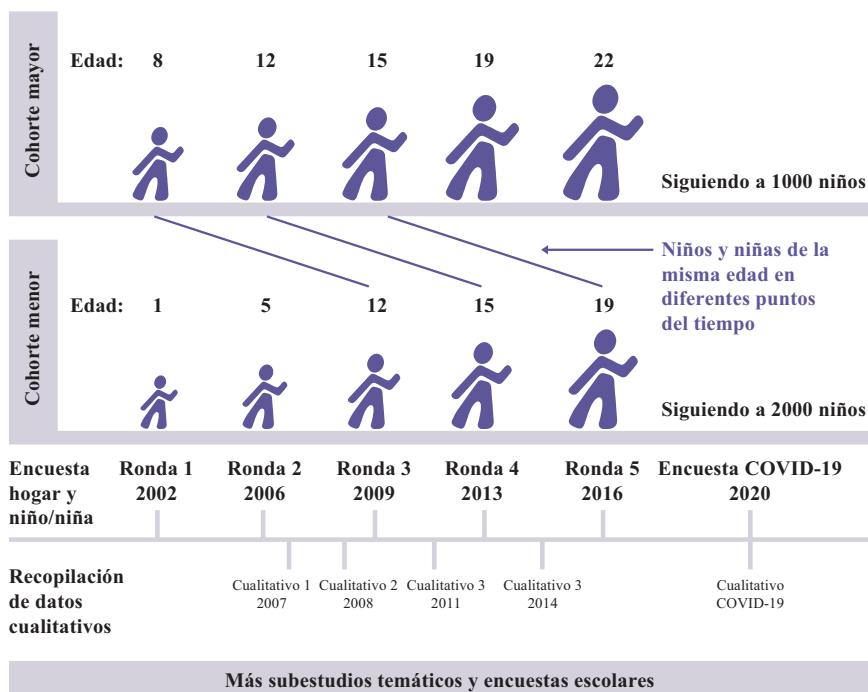 Cohorte mayor
Edad: 8 12 15 19 22
Siguiendo a 1000 niños
Niños y niñas de la
misma edad en
diferentes puntos
del tiempo
Cohorte menor
Edad: 1 5 12 15 19
Siguiendo a 2000 niños
Encuesta
hogar y
niño/niña
Ronda 1
2002
Ronda 2
2006
Ronda 3
2009
Ronda 4
2013
Ronda 5
2016
Encuesta COVID-19
2020
Recopilación
de datos
cualitativos
Cualitativo 1
2007
Cualitativo 2
2008
Cualitativo 3
2011
Cualitativo 3
2014
Cualitativo
COVID-19
Más subestudios temáticos y encuestas escolares